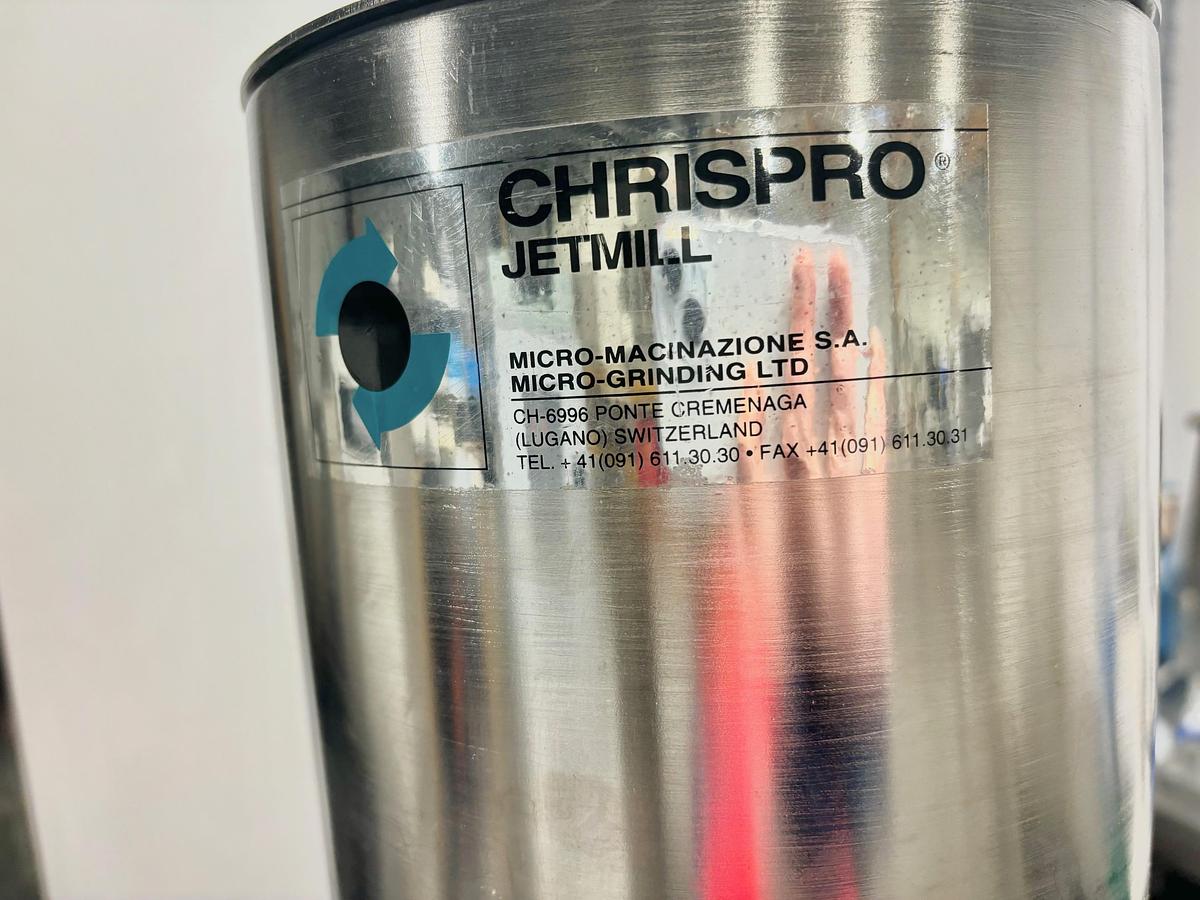 CHRISPRO®
JETMILL
MICRO-MACINAZIONE S.A.
MICRO-GRINDING LTD
CH-6996 PONTE CREMENAGA
(LUGANO) SWITZERLAND
TEL. + 41(091) 611.30.30 • FAX +41(091) 611.30.31